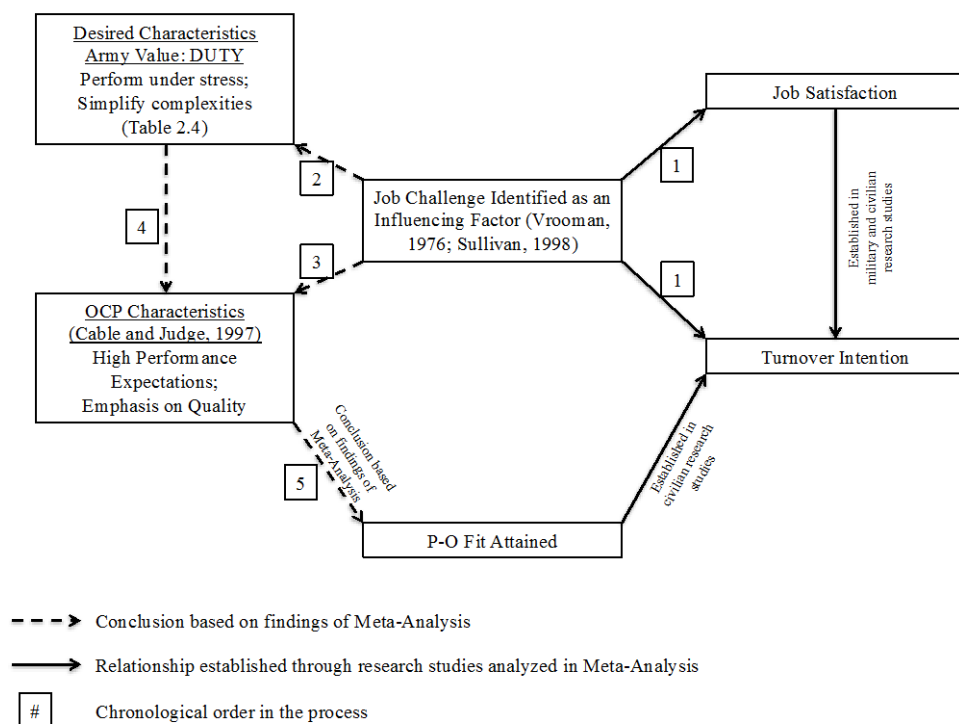 Desired Characteristics
Army Value: DUTY
Perform under stress;
Simplify complexities
(Table 2.4)
Job Satisfaction
2
1
Job Challenge Identified as an
Influencing Factor (Vrooman,
1976; Sullivan, 1998)
Established in
military and civilian
research studies
4
3
1
OCP Characteristics
(Cable and Judge, 1997)
High Performance
Expectations;
Emphasis on Quality
Turnover Intention
5
Conclusion based
on findings of
Meta-Analysis
Established in
civilian research
studies
P-O Fit Attained
Conclusion based on findings of Meta-Analysis
Relationship established through research studies analyzed in Meta-Analysis
# Chronological order in the process